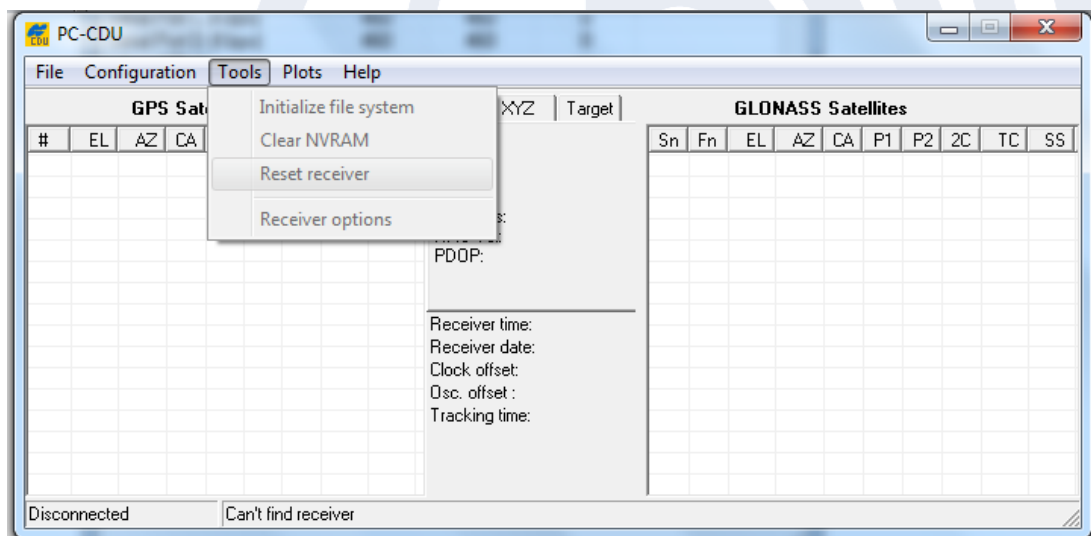 PC-CDU
File Configuration Tools Plots Help
GPS Sat
Initialize file system
XYZ Target
GLONASS Satellites
# EL AZ CA
Clear NVRAM
Sn Fn EL AZ CA P1 P2 2C TC SS
Reset receiver
s:
Receiver options
PDOP:
Receiver time:
Receiver date:
Clock offset:
Osc. offset :
Tracking time:
Disconnected Can't find receiver